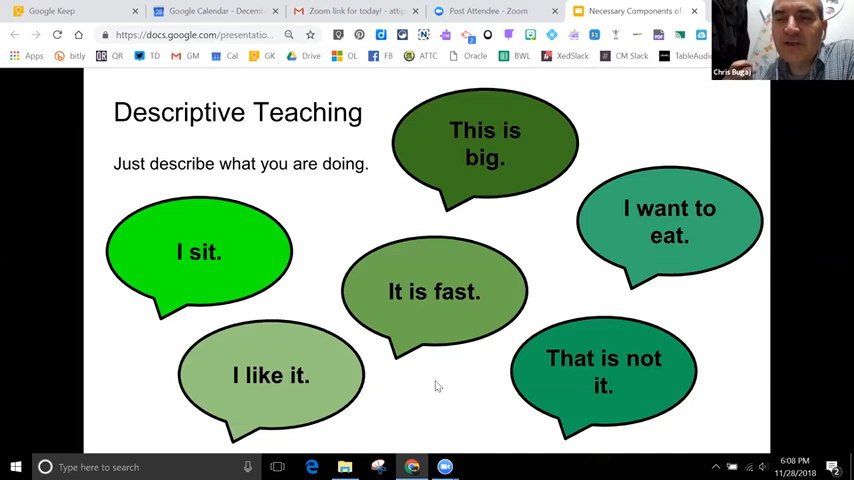 Google Keep
Google Calendar - Decemb
Zoom link for today! - atti
Post Attendee - Zoom
Necessary Components of
https://docs.google.com/presentatio...
Apps
bitly
QR
TD
GM
Cal
GK
Drive
OL
FB
ATTC
Oracle
BWL
XedSlack
CM Slack
TableAudio
Chris Bugaj
Descriptive Teaching
Just describe what you are doing.
This is
big.
I want to
eat.
I sit.
It is fast.
I like it.
That is not
it.
Type here to search
6:08 PM
11/28/2018
2